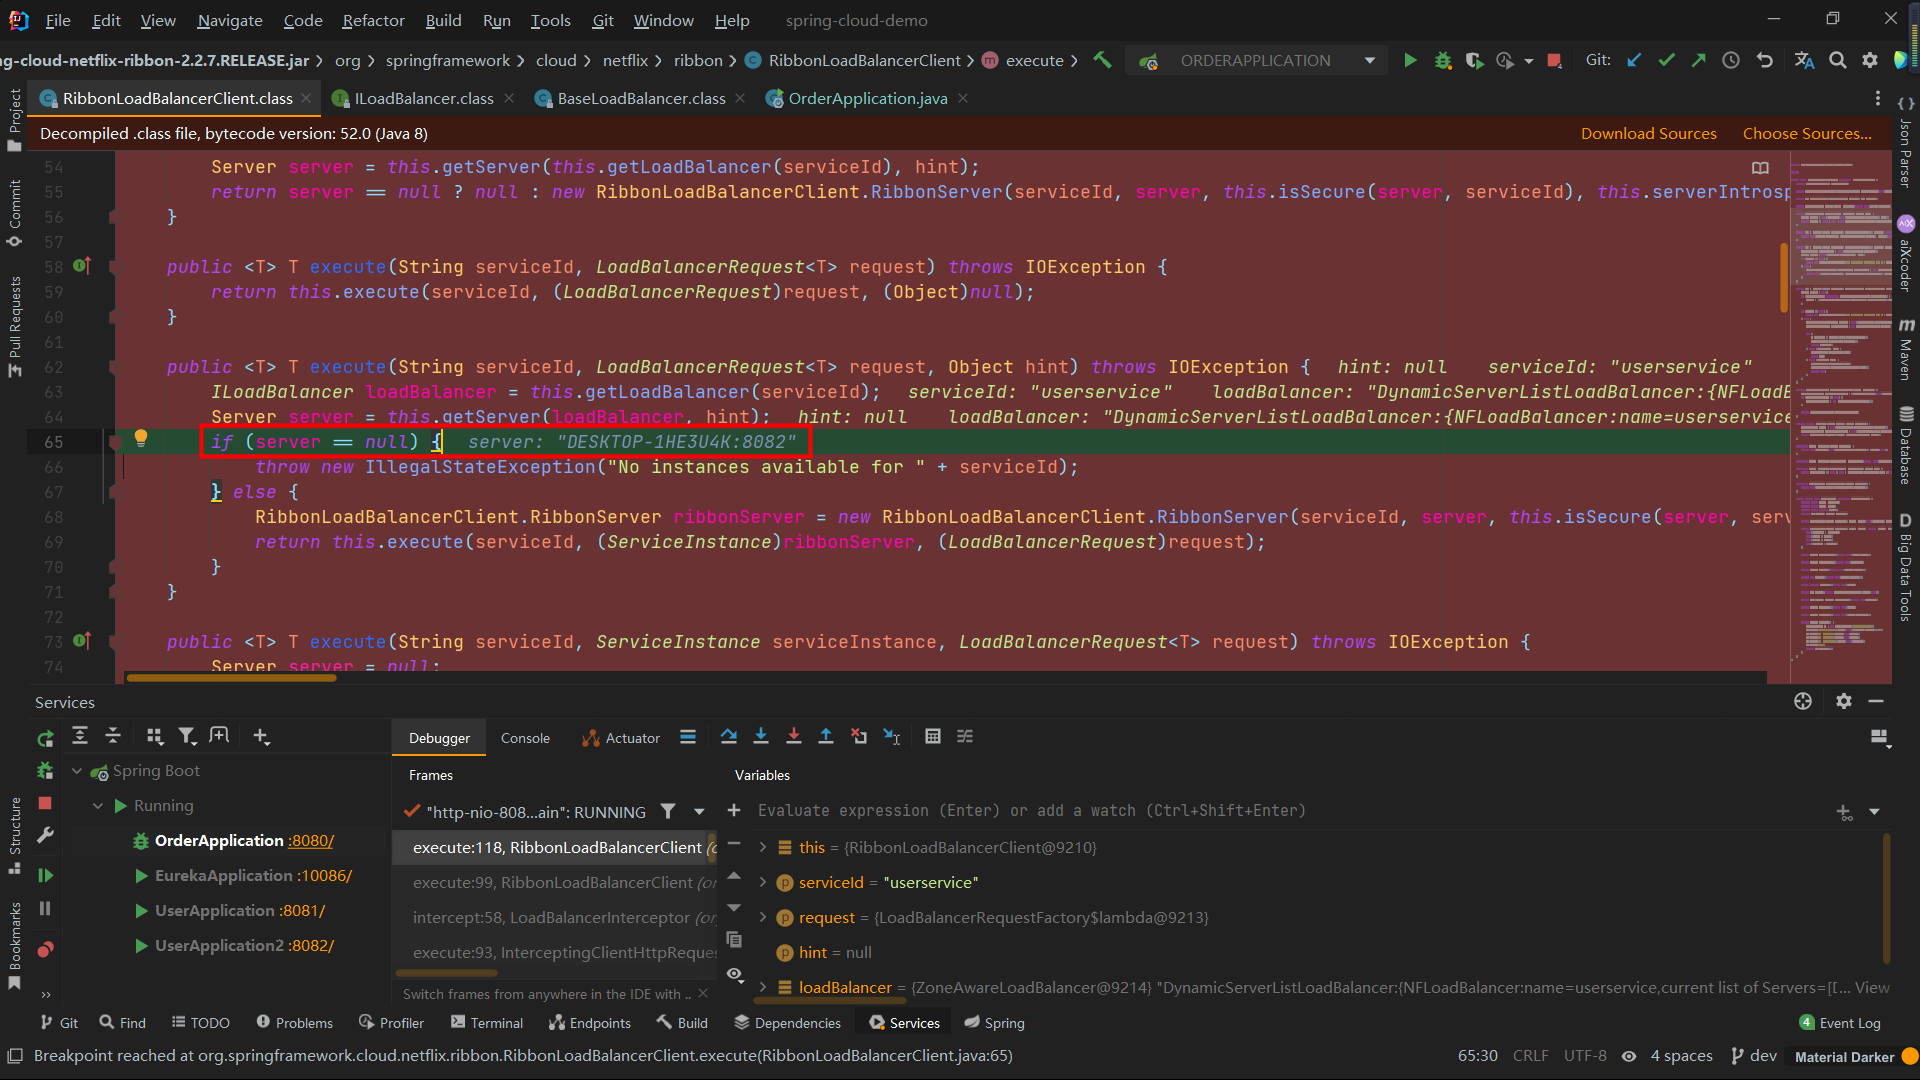 File Edit View Navigate Code Refactor Build Run Tools Git Window Help spring-cloud-demo
ng-cloud-netflix-ribbon-2.2.7.RELEASE.jar org springframework cloud netflix ribbon RibbonLoadBalancerClient execute ORDERAPPLICATION Git:
RibbonLoadBalancerClient.class ILoadBalancer.class BaseLoadBalancer.class OrderApplication.java
Decompiled .class file, bytecode version: 52.0 (Java 8) Download Sources Choose Sources...
54 Server server = this.getServer(this.getLoadBalancer(serviceId), hint);
55 return server == null ? null : new RibbonLoadBalancerClient.RibbonServer(serviceId, server, this.isSecure(server, serviceId), this.serverIntrosp
56 }
57
58 public <T> T execute(String serviceId, LoadBalancerRequest<T> request) throws IOException {
59 return this.execute(serviceId, (LoadBalancerRequest)request, (Object)null);
60 }
61
62 public <T> T execute(String serviceId, LoadBalancerRequest<T> request, Object hint) throws IOException { hint: null serviceId: "userservice"
63 ILoadBalancer loadBalancer = this.getLoadBalancer(serviceId); serviceId: "userservice" loadBalancer: "DynamicServerListLoadBalancer:{NFLoadB
64 Server server = this.getServer(loadBalancer, hint); hint: null loadBalancer: "DynamicServerListLoadBalancer:{NFLoadBalancer:name=userservice
65 if (server == null) { server: "DESKTOP-1HE3U4K:8082"
66 throw new IllegalStateException("No instances available for " + serviceId);
67 } else {
68 RibbonLoadBalancerClient.RibbonServer ribbonServer = new RibbonLoadBalancerClient.RibbonServer(serviceId, server, this.isSecure(server, serv
69 return this.execute(serviceId, (ServiceInstance)ribbonServer, (LoadBalancerRequest)request);
70 }
71 }
72
73 public <T> T execute(String serviceId, ServiceInstance serviceInstance, LoadBalancerRequest<T> request) throws IOException {
74 Server server = null;
Project
Commit
Pull Requests
Structure
Bookmarks
Json Parser
aiXcoder
Maven
Database
Big Data Tools
Services
Debugger Console Actuator
Spring Boot
Running
OrderApplication :8080/
EurekaApplication :10086/
UserApplication :8081/
UserApplication2 :8082/
Frames
"http-nio-808...ain": RUNNING
execute:118, RibbonLoadBalancerClient (o
execute:99, RibbonLoadBalancerClient (or
intercept:58, LoadBalancerInterceptor (or
execute:93, InterceptingClientHttpReques
Switch frames from anywhere in the IDE with ..
Variables
Evaluate expression (Enter) or add a watch (Ctrl+Shift+Enter)
this = {RibbonLoadBalancerClient@9210}
serviceId = "userservice"
request = {LoadBalancerRequestFactory$lambda@9213}
hint = null
loadBalancer = {ZoneAwareLoadBalancer@9214} "DynamicServerListLoadBalancer:{NFLoadBalancer:name=userservice,current list of Servers=[[... View
Git Find TODO Problems Profiler Terminal Endpoints Build Dependencies Services Spring 4 Event Log
Breakpoint reached at org.springframework.cloud.netflix.ribbon.RibbonLoadBalancerClient.execute(RibbonLoadBalancerClient.java:65) 65:30 CRLF UTF-8 4 spaces dev Material Darker